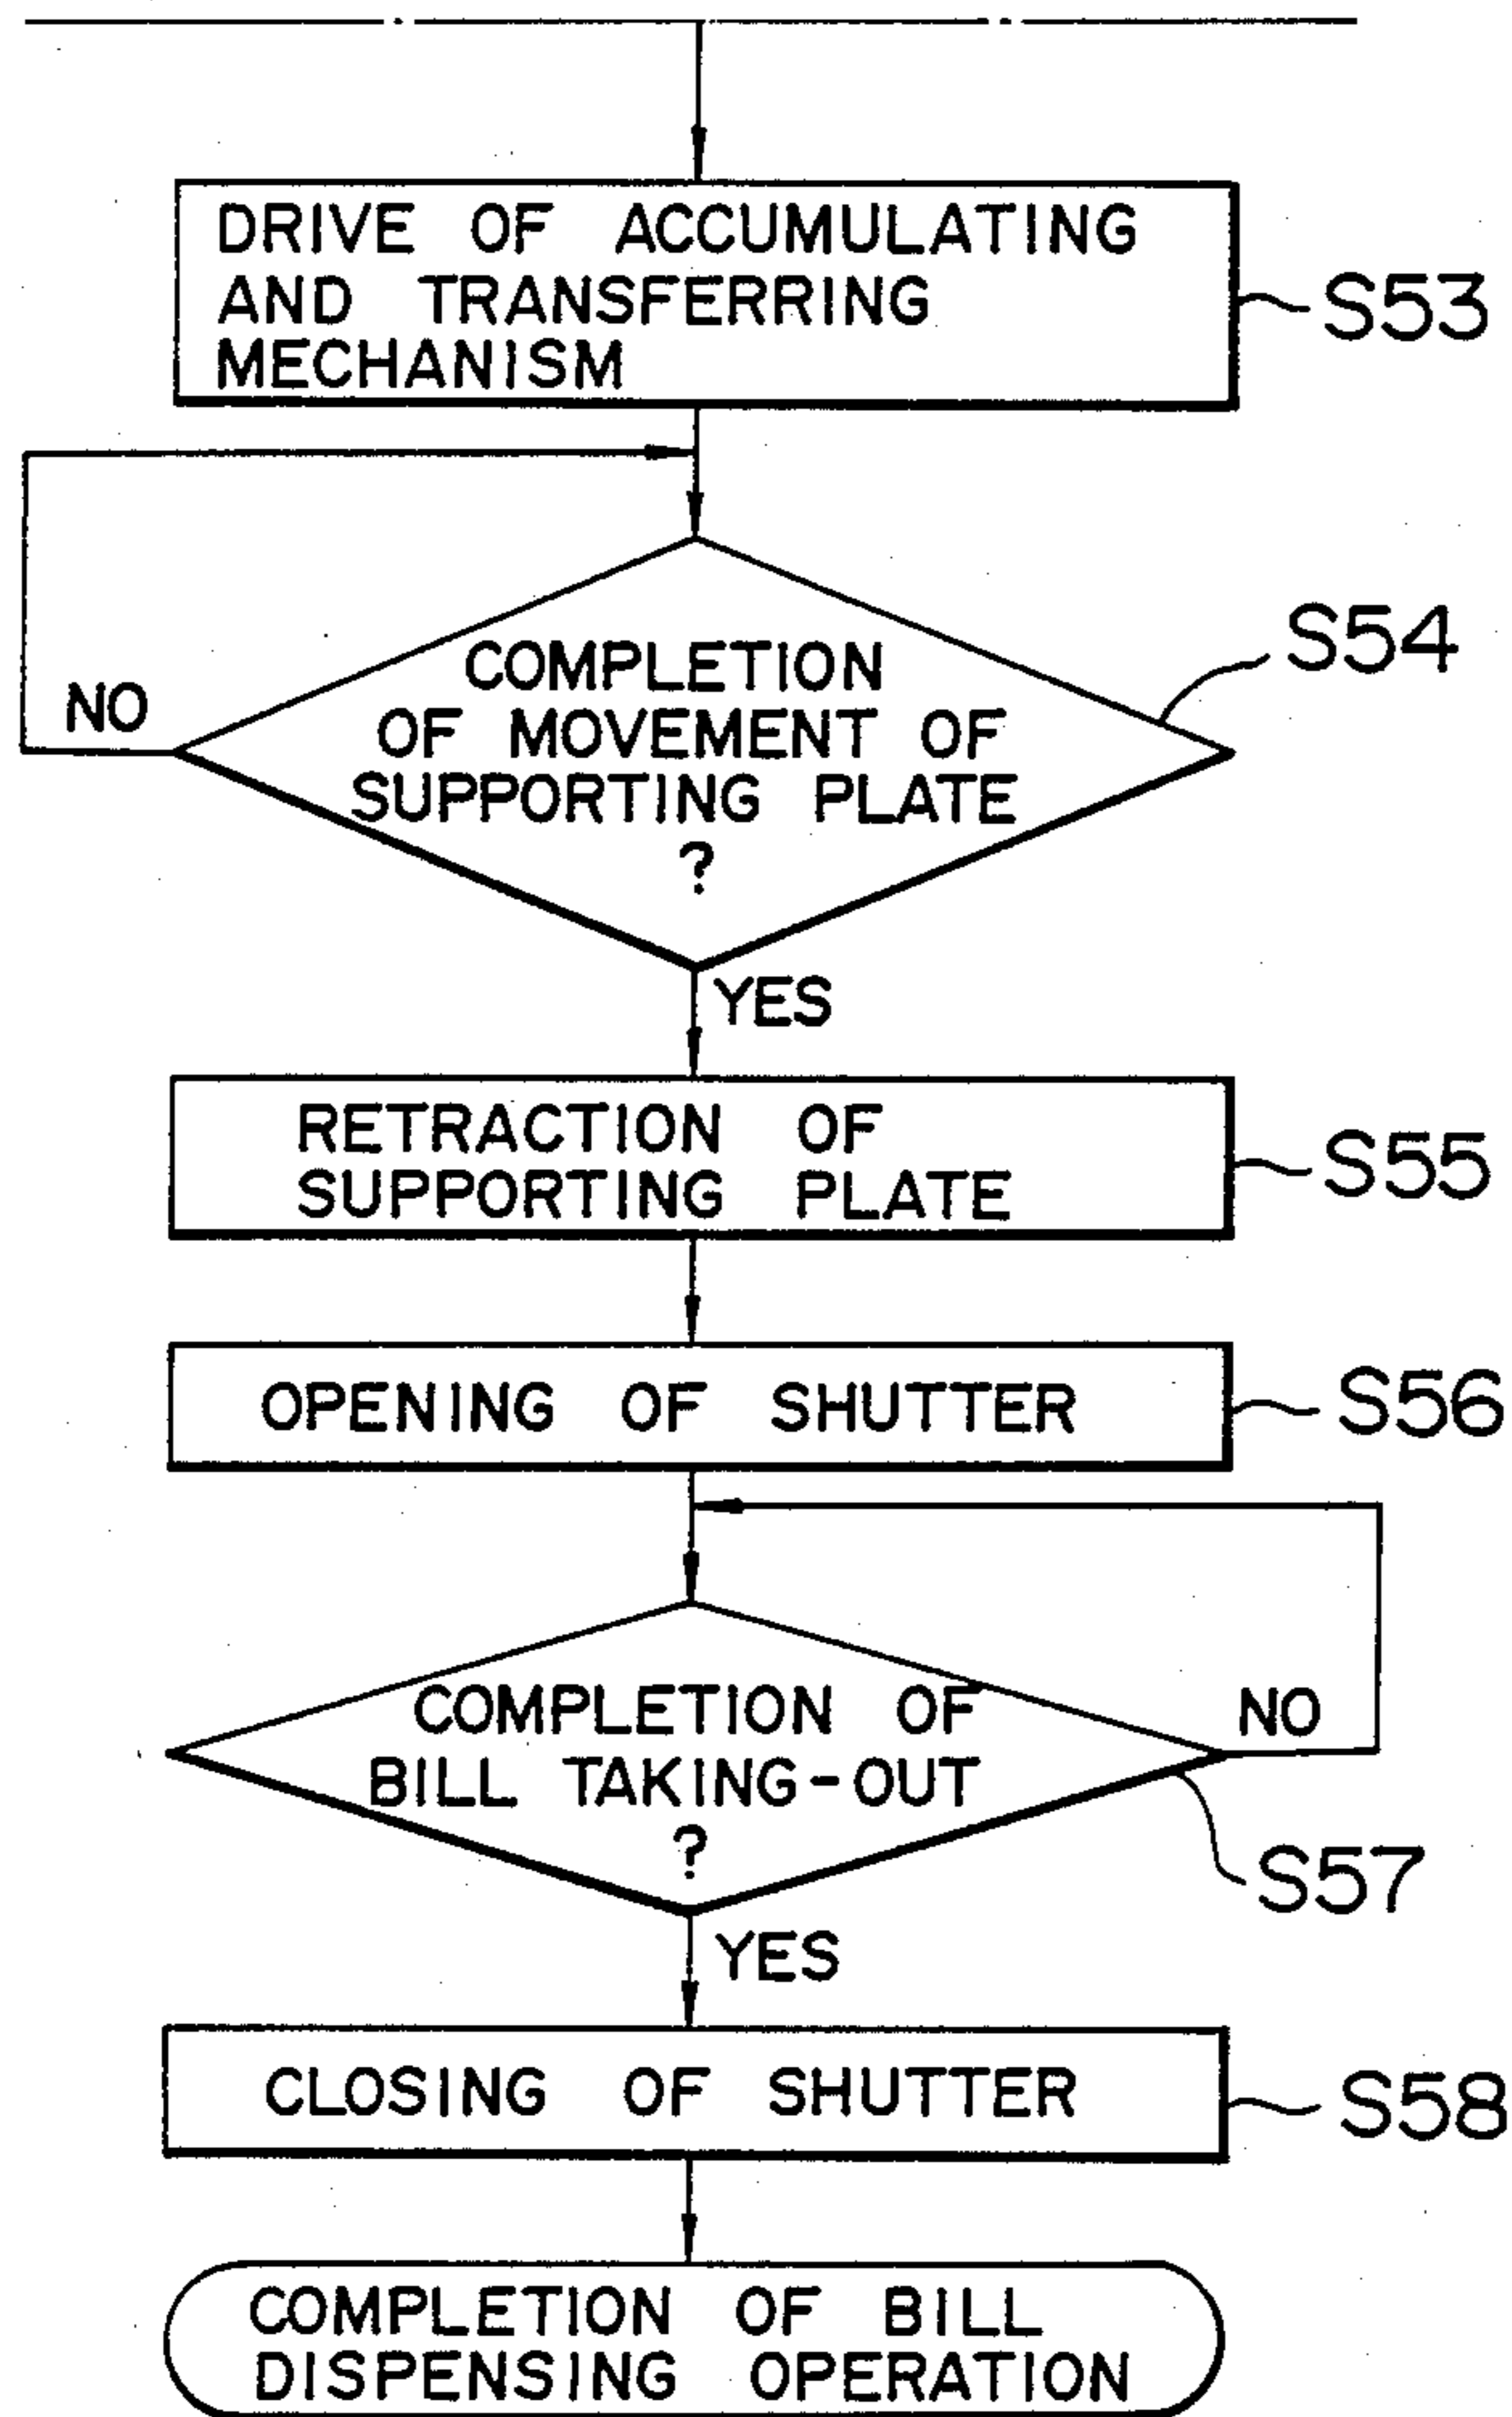 DRIVE OF ACCUMULATING
AND TRANSFERRING
MECHANISM
S53
COMPLETION
OF MOVEMENT OF
SUPPORTING PLATE
?
S54
NO
YES
RETRACTION OF
SUPPORTING PLATE
S55
OPENING OF SHUTTER
S56
COMPLETION OF
BILL TAKING-OUT
?
NO
S57
YES
CLOSING OF SHUTTER
S58
COMPLETION OF BILL
DISPENSING OPERATION